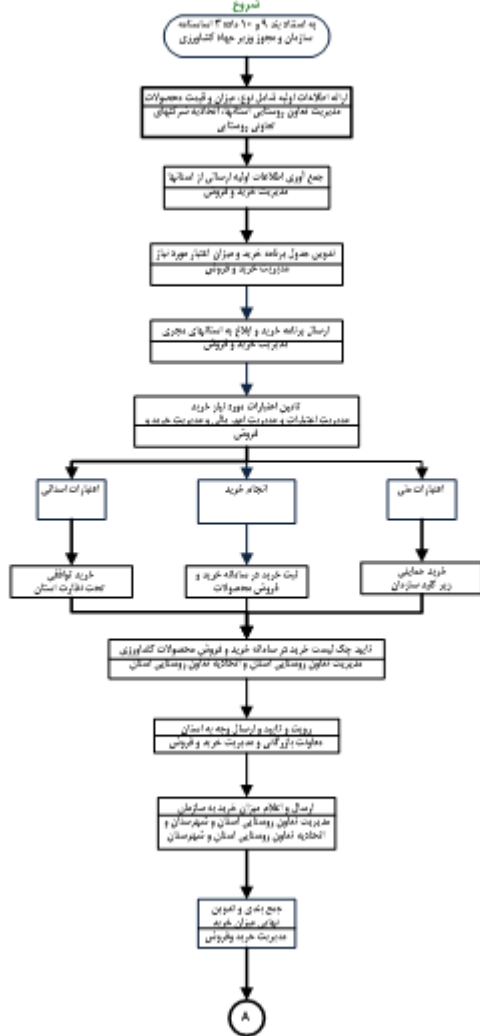 شروع
به استناد بند ۹ و ۱۰ ماده ۳ اساسنامه
سازمان و مجوز وزیر جهاد کشاورزی
ارائه اطلاعات اولیه شامل نوع، میزان و قیمت محصولات
مدیریت تعاون روستایی استانها، اتحادیه شرکتهای
تعاونی روستایی
جمع آوری اطلاعات اولیه ارسالی از استانها
مدیریت خرید و فروش
تدوین جدول برنامه خرید و میزان اعتبار مورد نیاز
مدیریت خرید و فروش
ارسال برنامه خرید و ابلاغ به استانهای مجری
مدیریت خرید و فروش
تامین اعتبارات مورد نیاز خرید
مدیریت اعتبارات و مدیریت امور مالی و مدیریت خرید و
فروش
اعتبارات ملی
انجام خرید
اعتبارات استانی
خرید حمایتی
زیر کلید سازمان
ثبت خرید در سامانه خرید و
فروش محصولات
خرید توافقی
تحت نظارت استان
تایید چک لیست خرید در سامانه خرید و فروش محصولات کشاورزی
مدیریت تعاون روستایی استان و اتحادیه تعاون روستایی استان
رویت و تایید و ارسال وجه به استان
معاونت بازرگانی و مدیریت خرید و فروش
ارسال و اعلام میزان خرید به سازمان
مدیریت تعاون روستایی استان و شهرستان و
اتحادیه تعاون روستایی استان و شهرستان
جمع بندی و تدوین
نهایی میزان خرید
مدیریت خرید وفروش
A